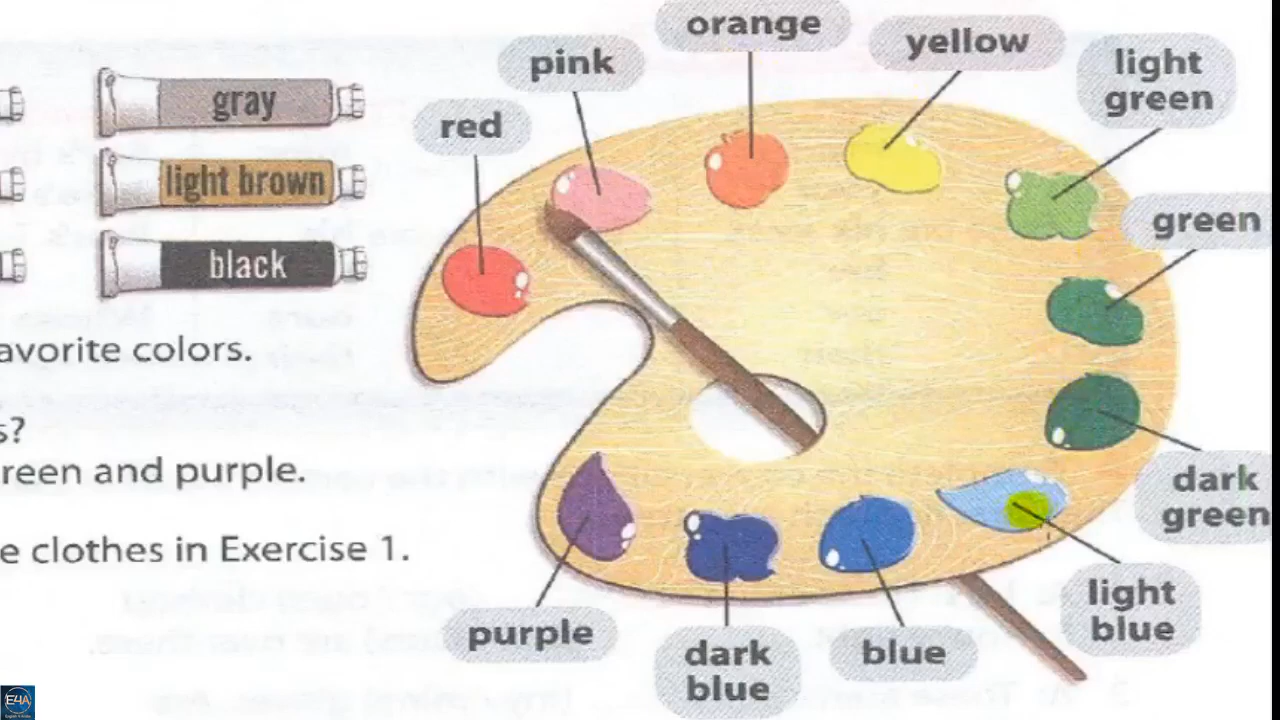 gray
light brown
black
avorite colors.
s?
reen and purple.
e clothes in Exercise 1.
red
pink
orange
yellow
light
green
green
dark
green
light
blue
blue
dark
blue
purple
E4A